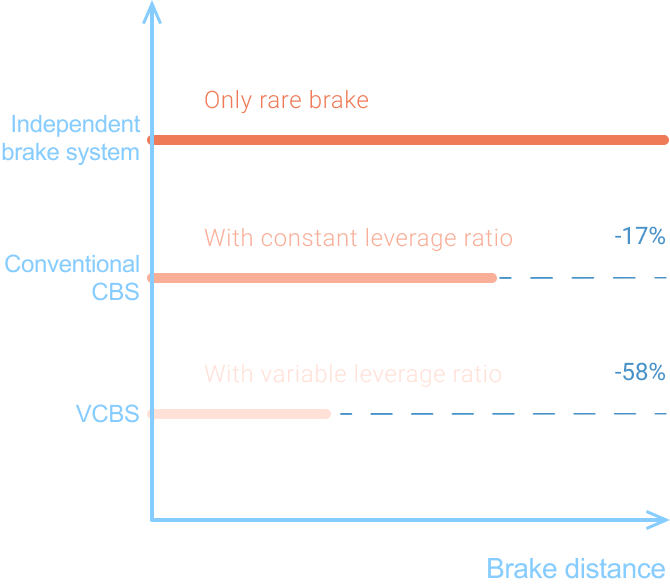 Only rare brake
Independent
brake system
With constant leverage ratio
-17%
Conventional
CBS
With variable leverage ratio
-58%
VCBS
Brake distance